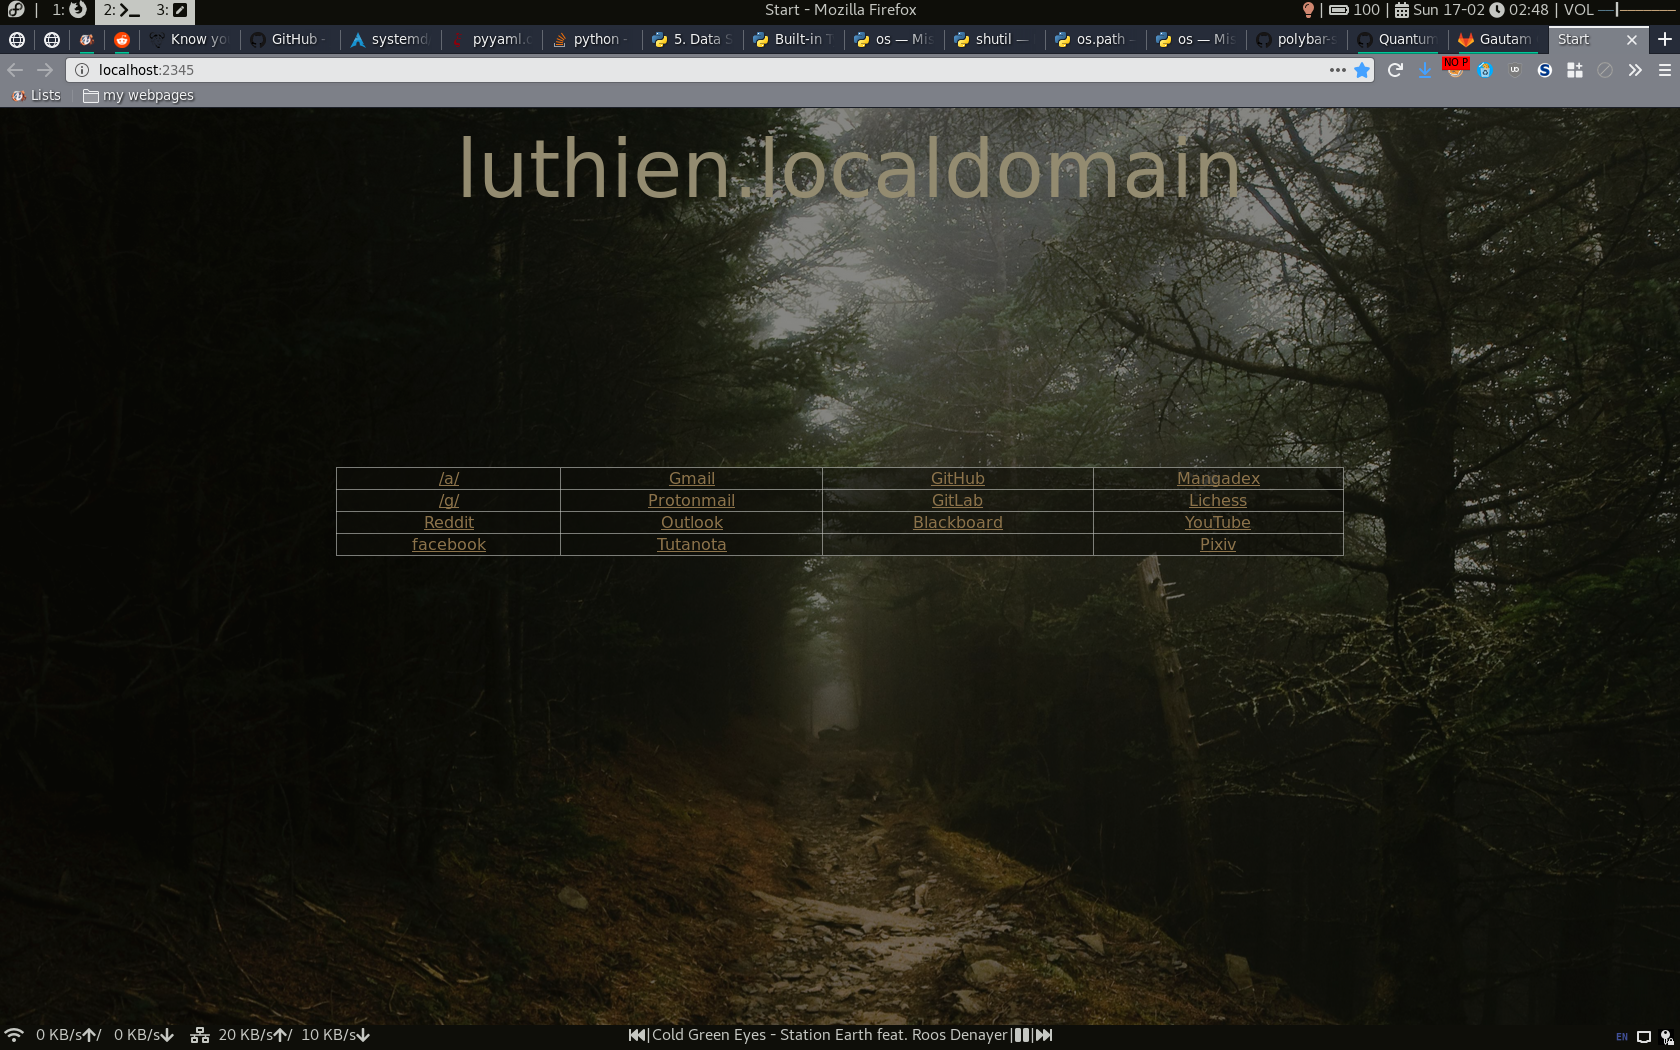 | 1: 2: 3: Start - Mozilla Firefox | 100 | Sun 17-02 02:48 | VOL
Know yo GitHub - systemd pyyaml.o python - 5. Data S Built-in T os — Mis shutil — os.path - os — Mis polybar-s Quantum Gautam Start
localhost:2345 NO P
Lists my webpages
luthien.localdomain
/a/ Gmail GitHub Mangadex
/g/ Protonmail GitLab Lichess
Reddit Outlook Blackboard YouTube
facebook Tutanota Pixiv
0 KB/s / 0 KB/s 20 KB/s / 10 KB/s |Cold Green Eyes - Station Earth feat. Roos Denayer| | EN